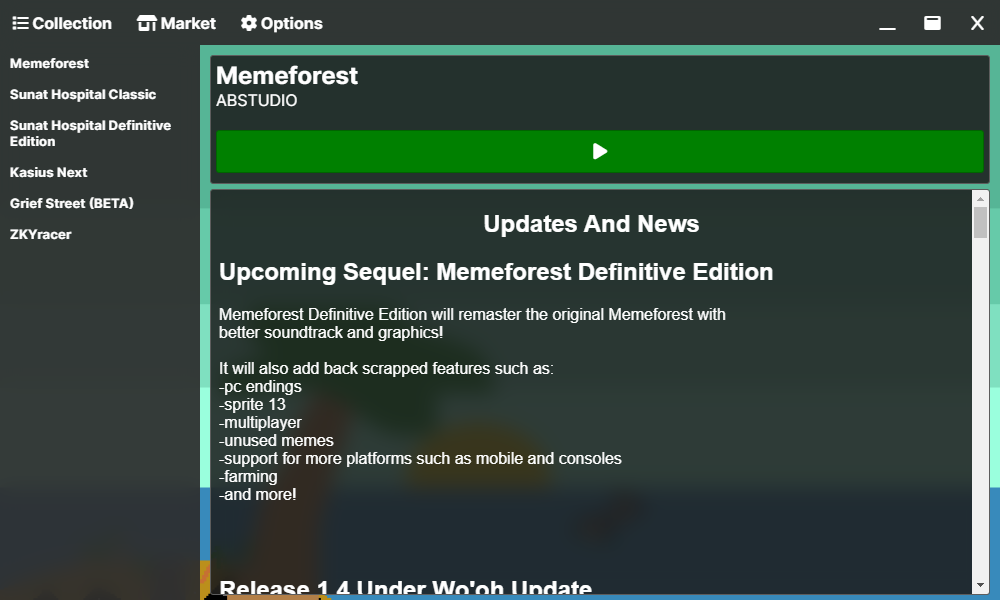 Collection Market Options
Memeforest
Sunat Hospital Classic
Sunat Hospital Definitive
Edition
Kasius Next
Grief Street (BETA)
ZKYracer
Memeforest
ABSTUDIO
Updates And News
Upcoming Sequel: Memeforest Definitive Edition
Memeforest Definitive Edition will remaster the original Memeforest with
better soundtrack and graphics!
It will also add back scrapped features such as:
-pc endings
-sprite 13
-multiplayer
-unused memes
-support for more platforms such as mobile and consoles
-farming
-and more!
Release 1.4 Under Wo'oh Update